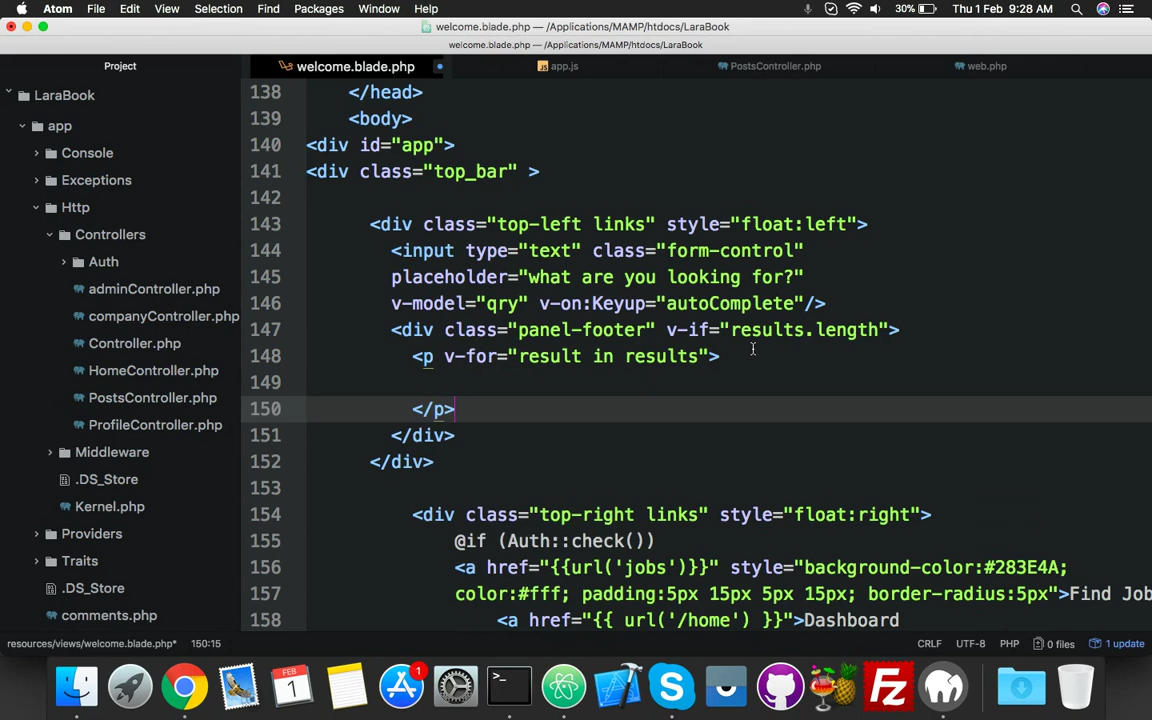 Atom File Edit View Selection Find Packages Window Help 30% Thu 1 Feb 9:28 AM
welcome.blade.php — /Applications/MAMP/htdocs/LaraBook
welcome.blade.php — /Applications/MAMP/htdocs/LaraBook
Project welcome.blade.php app.js PostsController.php web.php
LaraBook
app
Console
Exceptions
Http
Controllers
Auth
adminController.php
companyController.php
Controller.php
HomeController.php
PostsController.php
ProfileController.php
Middleware
.DS_Store
Kernel.php
Providers
Traits
.DS_Store
comments.php
138 </head>
139 <body>
140 <div id="app">
141 <div class="top_bar" >
142
143 <div class="top-left links" style="float:left">
144 <input type="text" class="form-control"
145 placeholder="what are you looking for?"
146 v-model="qry" v-on:Keyup="autoComplete"/>
147 <div class="panel-footer" v-if="results.length">
148 <p v-for="result in results">
149
150 </p>
151 </div>
152 </div>
153
154 <div class="top-right links" style="float:right">
155 @if (Auth::check())
156 <a href="{{url('jobs')}}" style="background-color:#283E4A;
157 color:#fff; padding:5px 15px 5px 15px; border-radius:5px">Find Job
158 <a href="{{ url('/home') }}">Dashboard
resources/views/welcome.blade.php* 150:15 CRLF UTF-8 PHP 0 files 1 update
FEB
1
1